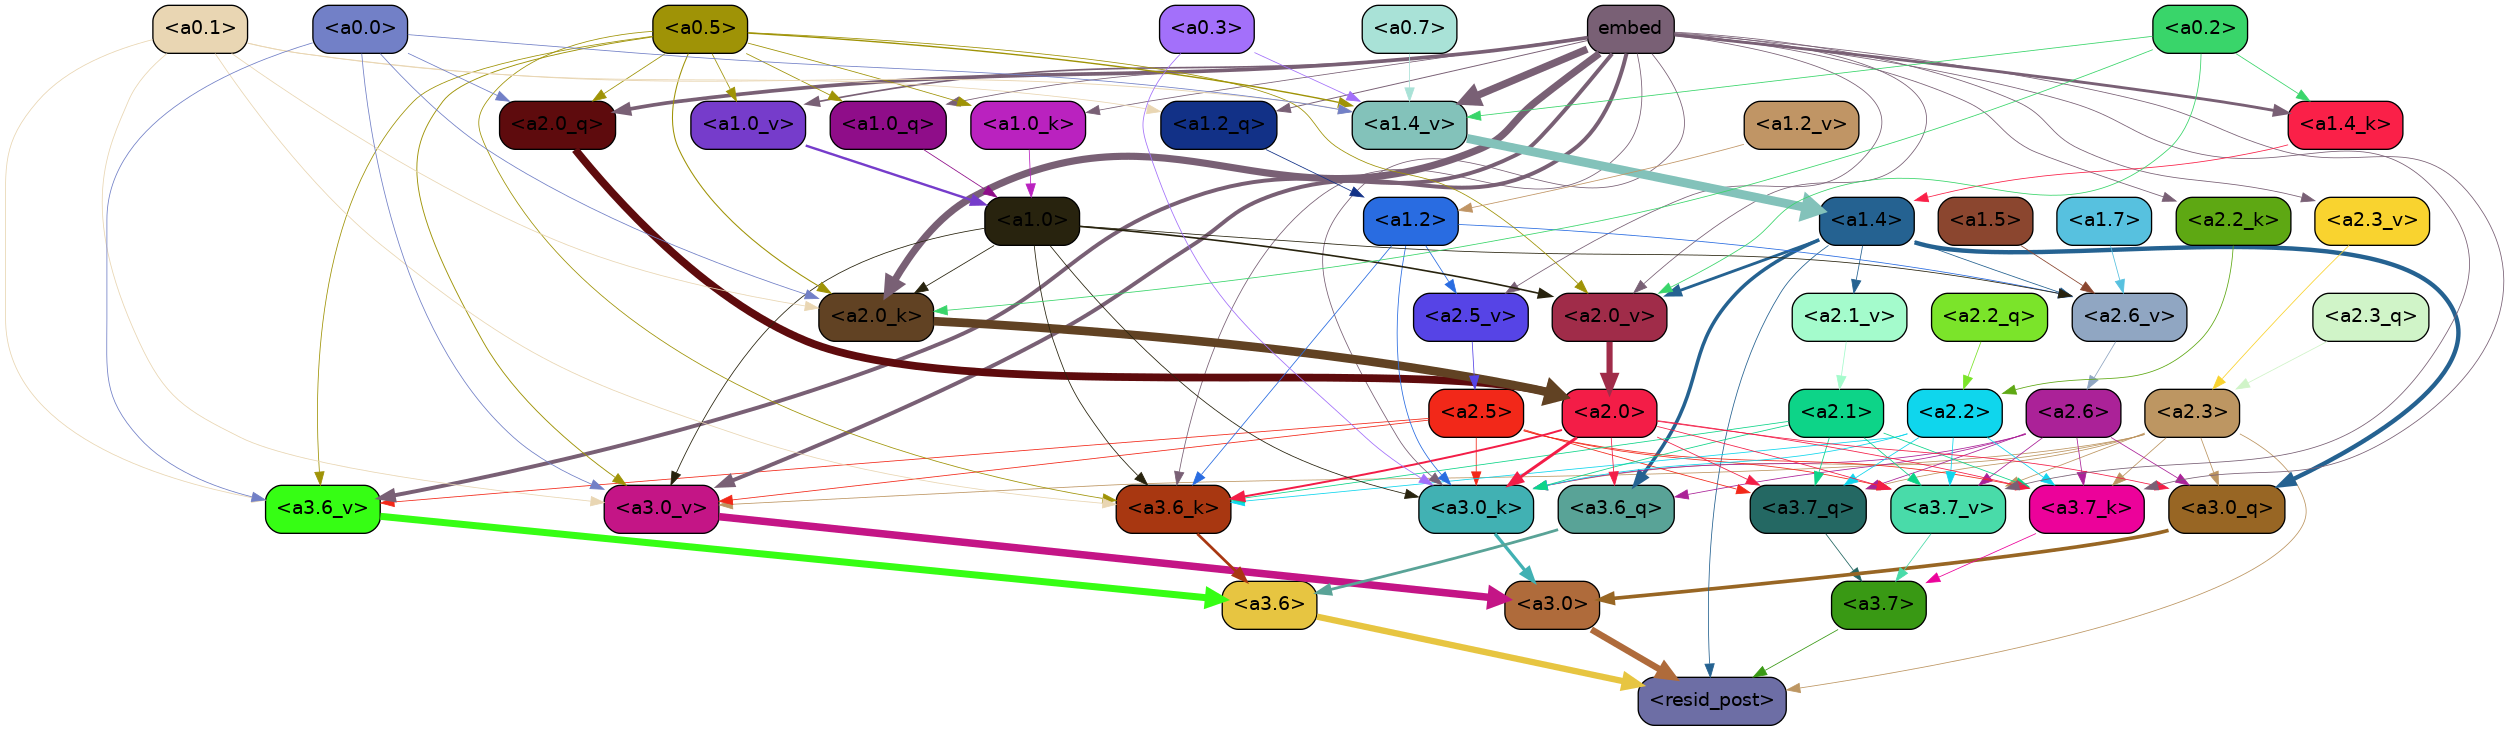 <a0.1> <a0.0> <a0.5> <a0.3> <a0.7> embed <a0.2>
<a2.0_q> <a1.0_v> <a1.0_q> <a1.0_k> <a1.2_q> <a1.4_v> <a1.2_v> <a1.4_k>
<a1.0> <a1.2> <a1.4> <a1.5> <a1.7> <a2.2_k> <a2.3_v>
<a2.0_k> <a2.5_v> <a2.0_v> <a2.1_v> <a2.2_q> <a2.6_v> <a2.3_q>
<a2.5> <a2.0> <a2.1> <a2.2> <a2.6> <a2.3>
<a3.6_v> <a3.0_v> <a3.6_k> <a3.0_k> <a3.6_q> <a3.7_q> <a3.7_v> <a3.7_k> <a3.0_q>
<a3.6> <a3.0> <a3.7>
<resid_post>